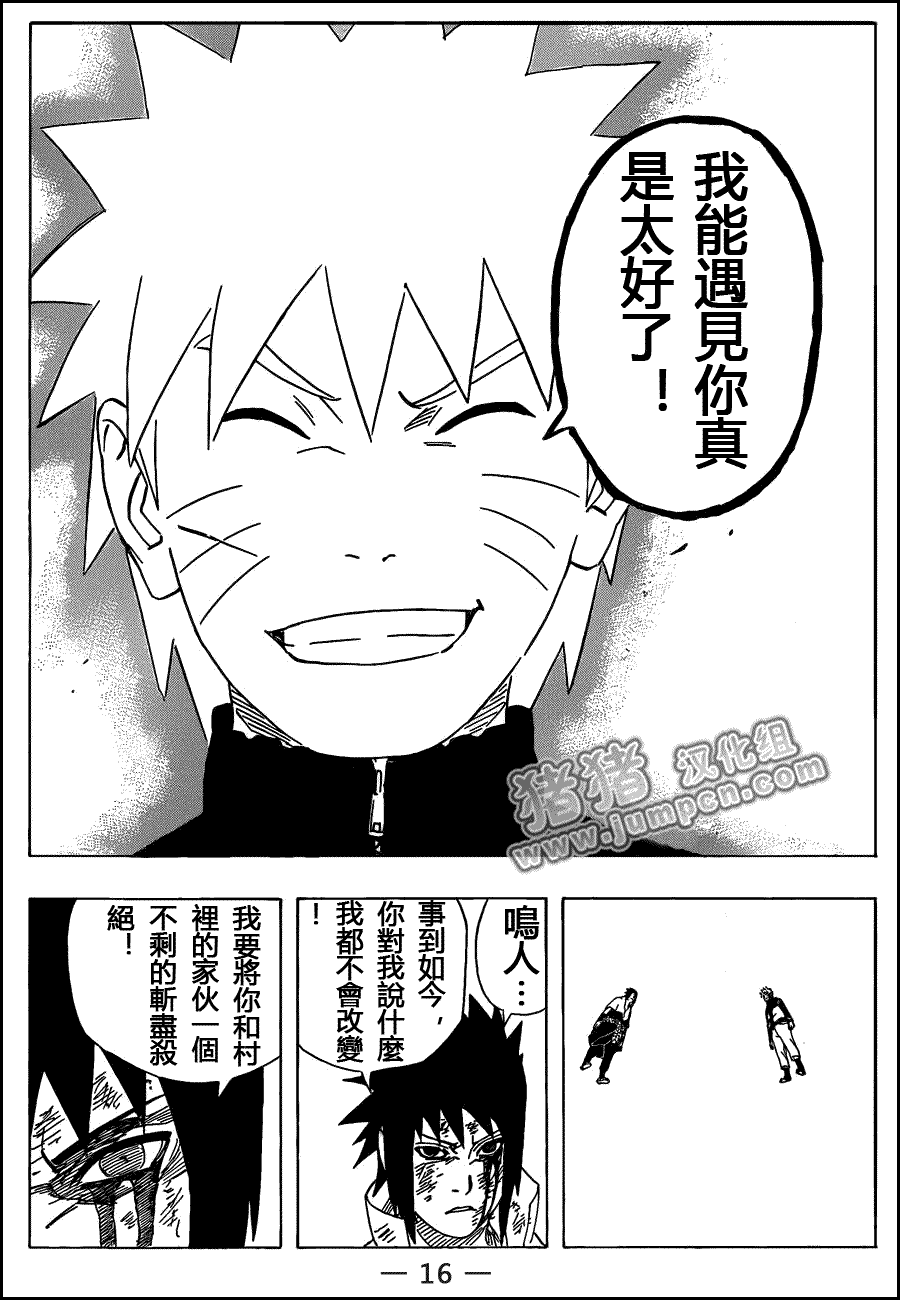 我能遇見你真
是太好了！
猪猪 汉化组
www.jumpcn.com
鳴人…
事到如今，
你對我說什麼
我都不會改變
！
我要將你和村
裡的家伙一個
不剩的斬盡殺
絕！
— 16 —